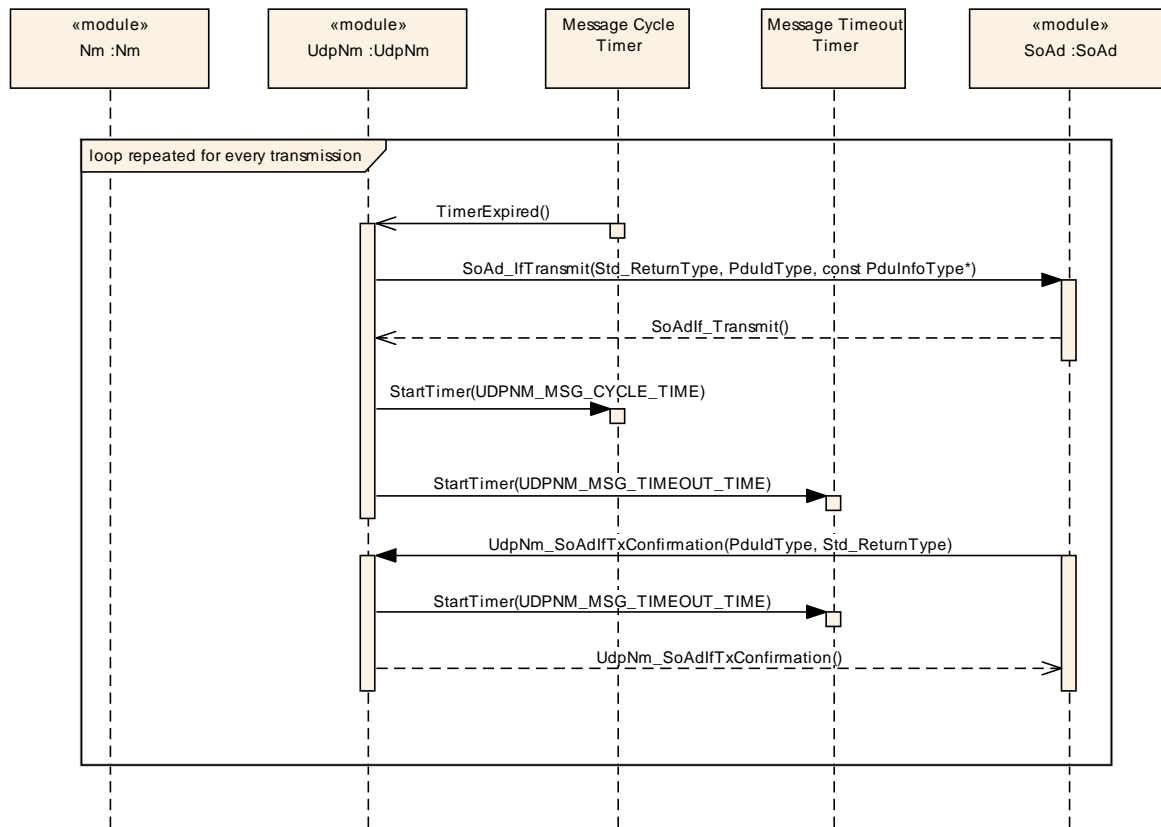 «module»
Nm :Nm
«module»
UdpNm :UdpNm
Message Cycle
Timer
Message Timeout
Timer
«module»
SoAd :SoAd
loop repeated for every transmission
TimerExpired()
SoAd_IfTransmit(Std_ReturnType, PduIdType, const PduInfoType*)
SoAdIf_Transmit()
StartTimer(UDPNM_MSG_CYCLE_TIME)
StartTimer(UDPNM_MSG_TIMEOUT_TIME)
UdpNm_SoAdIfTxConfirmation(PduIdType, Std_ReturnType)
StartTimer(UDPNM_MSG_TIMEOUT_TIME)
UdpNm_SoAdIfTxConfirmation()